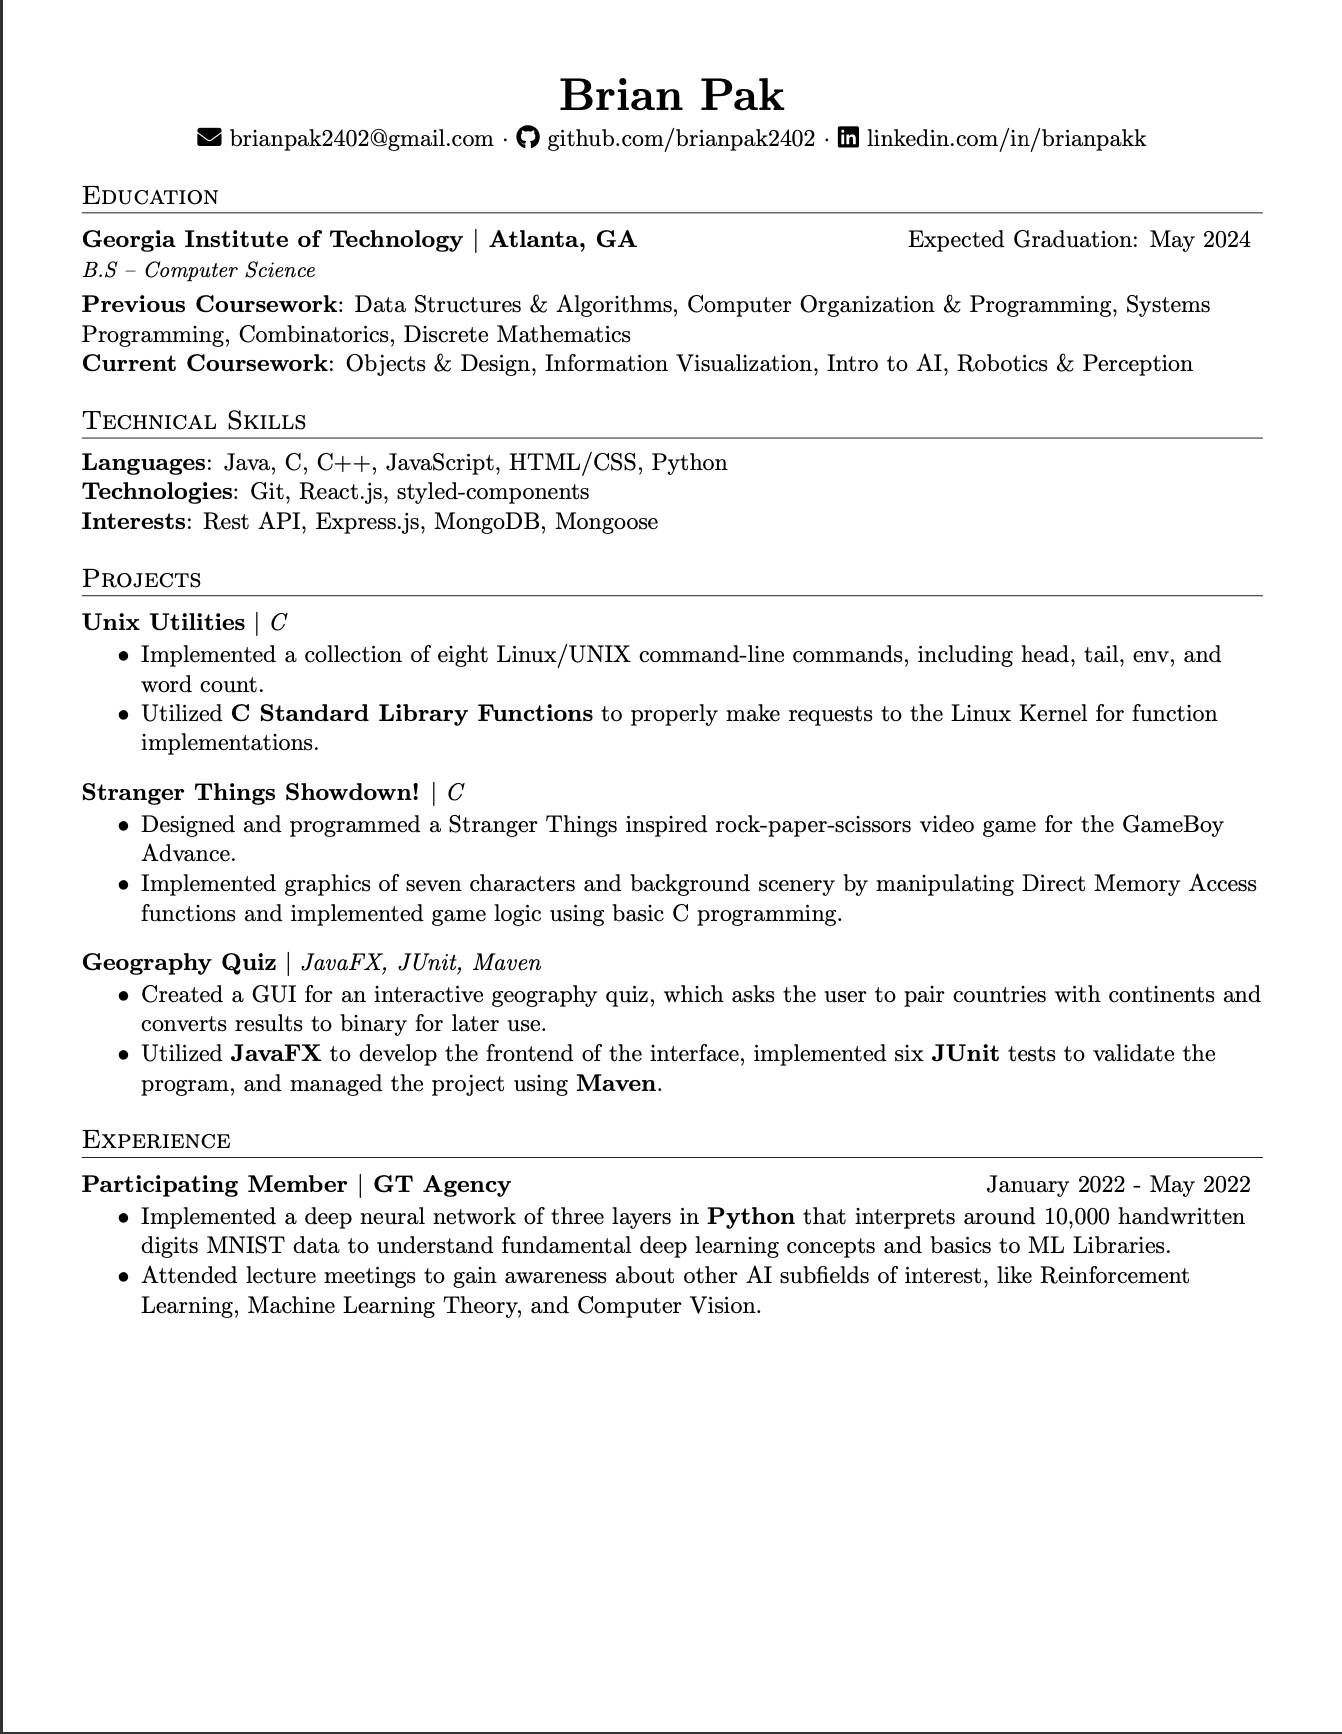 Brian Pak
brianpak2402@gmail.com · github.com/brianpak2402 · linkedin.com/in/brianpakk
Education
Georgia Institute of Technology | Atlanta, GA Expected Graduation: May 2024
B.S – Computer Science
Previous Coursework: Data Structures & Algorithms, Computer Organization & Programming, Systems
Programming, Combinatorics, Discrete Mathematics
Current Coursework: Objects & Design, Information Visualization, Intro to AI, Robotics & Perception
Technical Skills
Languages: Java, C, C++, JavaScript, HTML/CSS, Python
Technologies: Git, React.js, styled-components
Interests: Rest API, Express.js, MongoDB, Mongoose
Projects
Unix Utilities | C
• Implemented a collection of eight Linux/UNIX command-line commands, including head, tail, env, and
word count.
• Utilized C Standard Library Functions to properly make requests to the Linux Kernel for function
implementations.
Stranger Things Showdown! | C
• Designed and programmed a Stranger Things inspired rock-paper-scissors video game for the GameBoy
Advance.
• Implemented graphics of seven characters and background scenery by manipulating Direct Memory Access
functions and implemented game logic using basic C programming.
Geography Quiz | JavaFX, JUnit, Maven
• Created a GUI for an interactive geography quiz, which asks the user to pair countries with continents and
converts results to binary for later use.
• Utilized JavaFX to develop the frontend of the interface, implemented six JUnit tests to validate the
program, and managed the project using Maven.
Experience
Participating Member | GT Agency January 2022 - May 2022
• Implemented a deep neural network of three layers in Python that interprets around 10,000 handwritten
digits MNIST data to understand fundamental deep learning concepts and basics to ML Libraries.
• Attended lecture meetings to gain awareness about other AI subfields of interest, like Reinforcement
Learning, Machine Learning Theory, and Computer Vision.